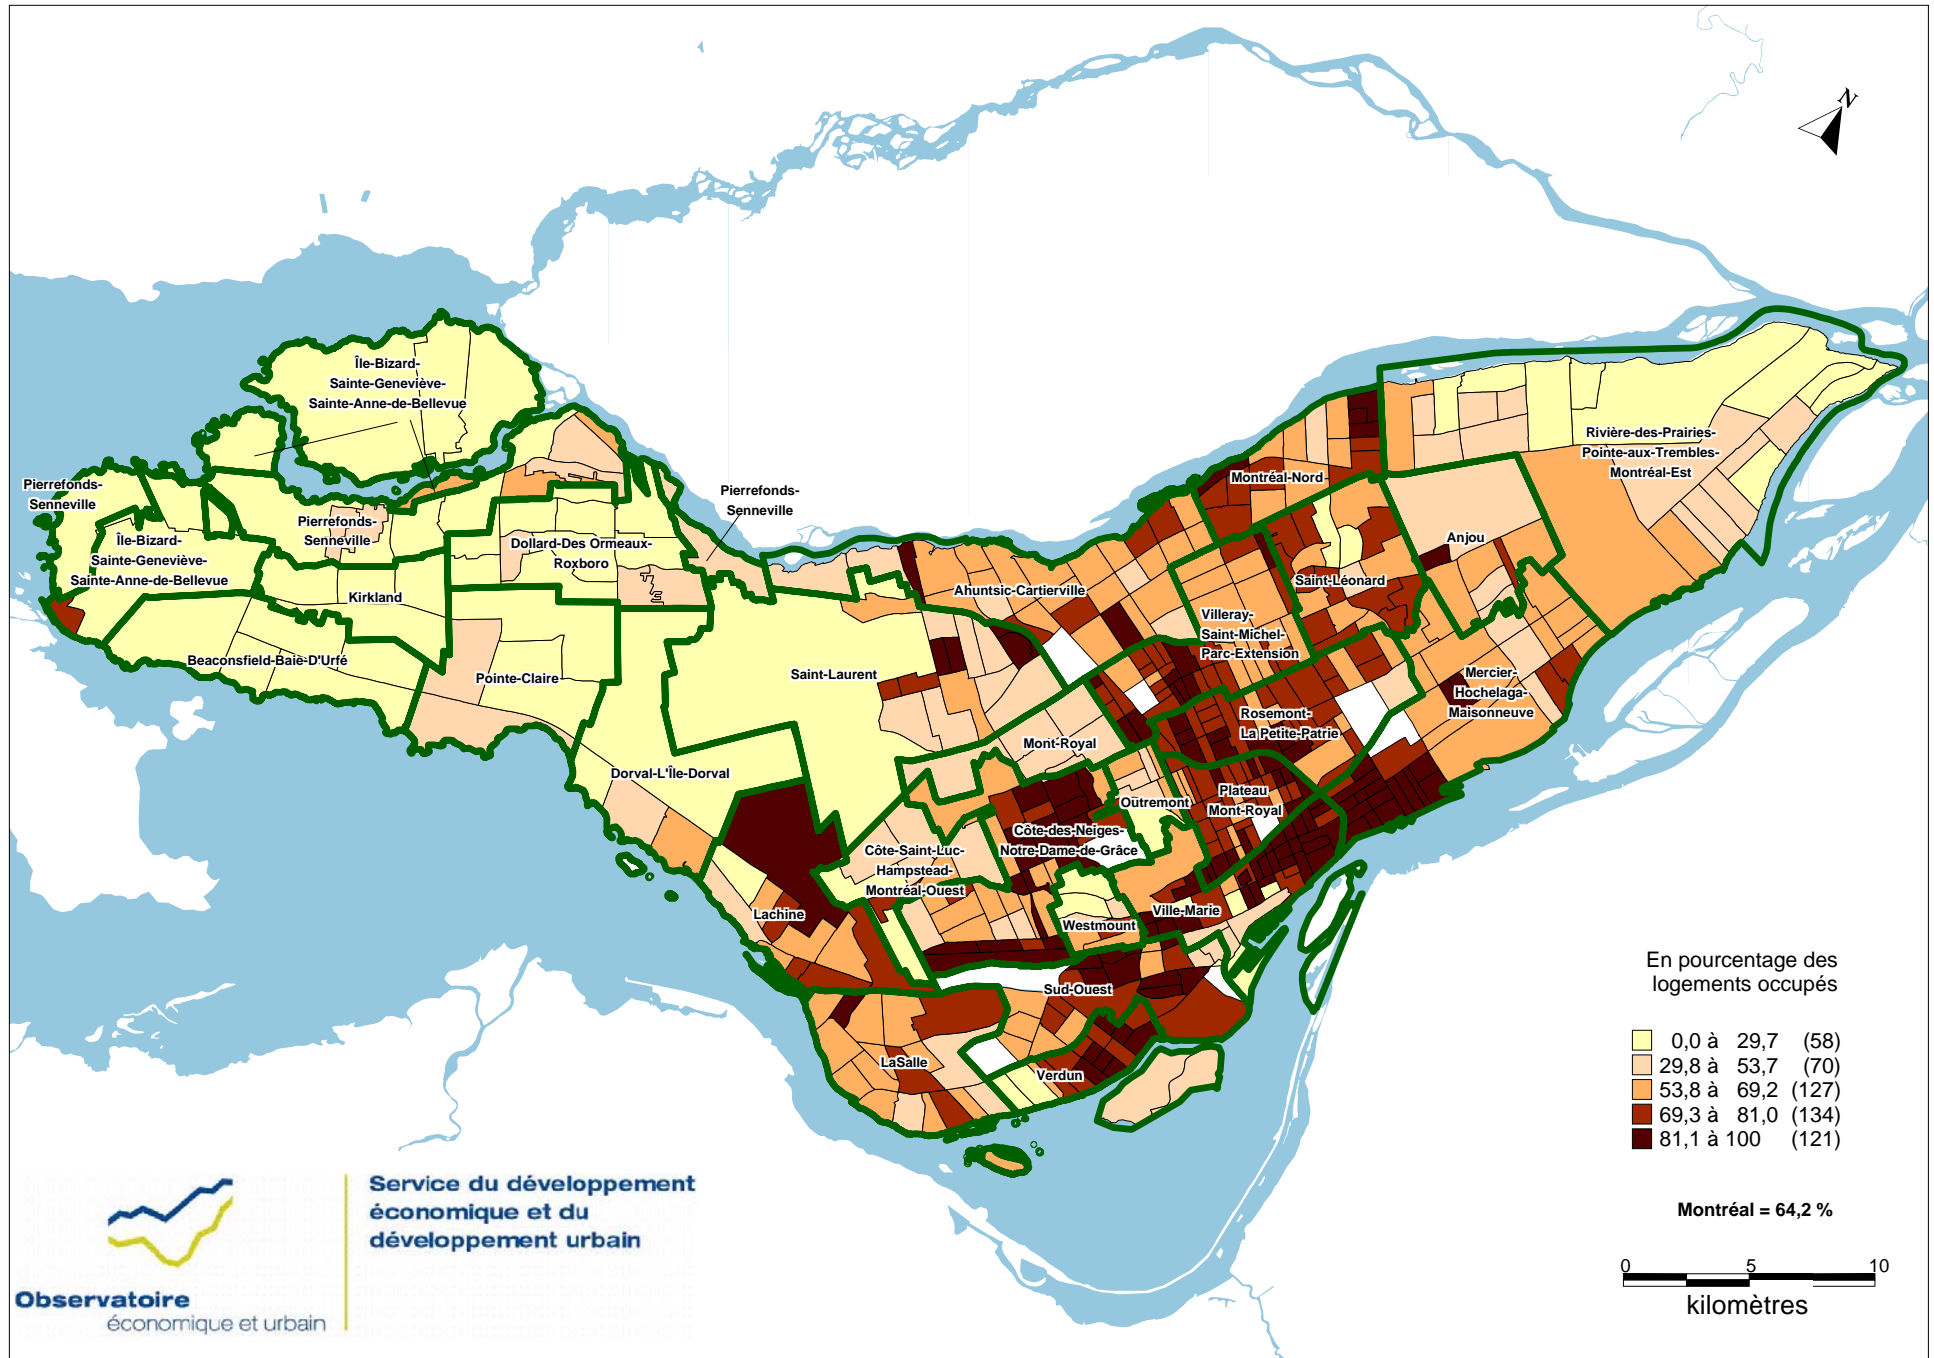 N
Île-Bizard-
Sainte-Geneviève-
Sainte-Anne-de-Bellevue
Pierrefonds-
Senneville
Île-Bizard-
Sainte-Geneviève-
Sainte-Anne-de-Bellevue
Pierrefonds-
Senneville
Kirkland
Beaconsfield-Baie-D'Urfé
Dollard-Des Ormeaux-
Roxboro
Pierrefonds-
Senneville
Pointe-Claire
Dorval-L'Île-Dorval
Saint-Laurent
Ahuntsic-Cartierville
Montréal-Nord
Rivière-des-Prairies-
Pointe-aux-Trembles-
Montréal-Est
Anjou
Saint-Léonard
Villeray-
Saint-Michel-
Parc-Extension
Mercier-
Hochelaga-
Maisonneuve
Rosemont-
La Petite-Patrie
Mont-Royal
Outremont
Plateau
Mont-Royal
Côte-des-Neiges-
Notre-Dame-de-Grâce
Côte-Saint-Luc-
Hampstead-
Montréal-Ouest
Lachine
Westmount
Ville-Marie
Sud-Ouest
LaSalle
Verdun
En pourcentage des
logements occupés
0,0 à 29,7 (58)
29,8 à 53,7 (70)
53,8 à 69,2 (127)
69,3 à 81,0 (134)
81,1 à 100 (121)
Montréal = 64,2 %
0 5 10
kilomètres
Service du développement
économique et du
développement urbain
Observatoire
économique et urbain